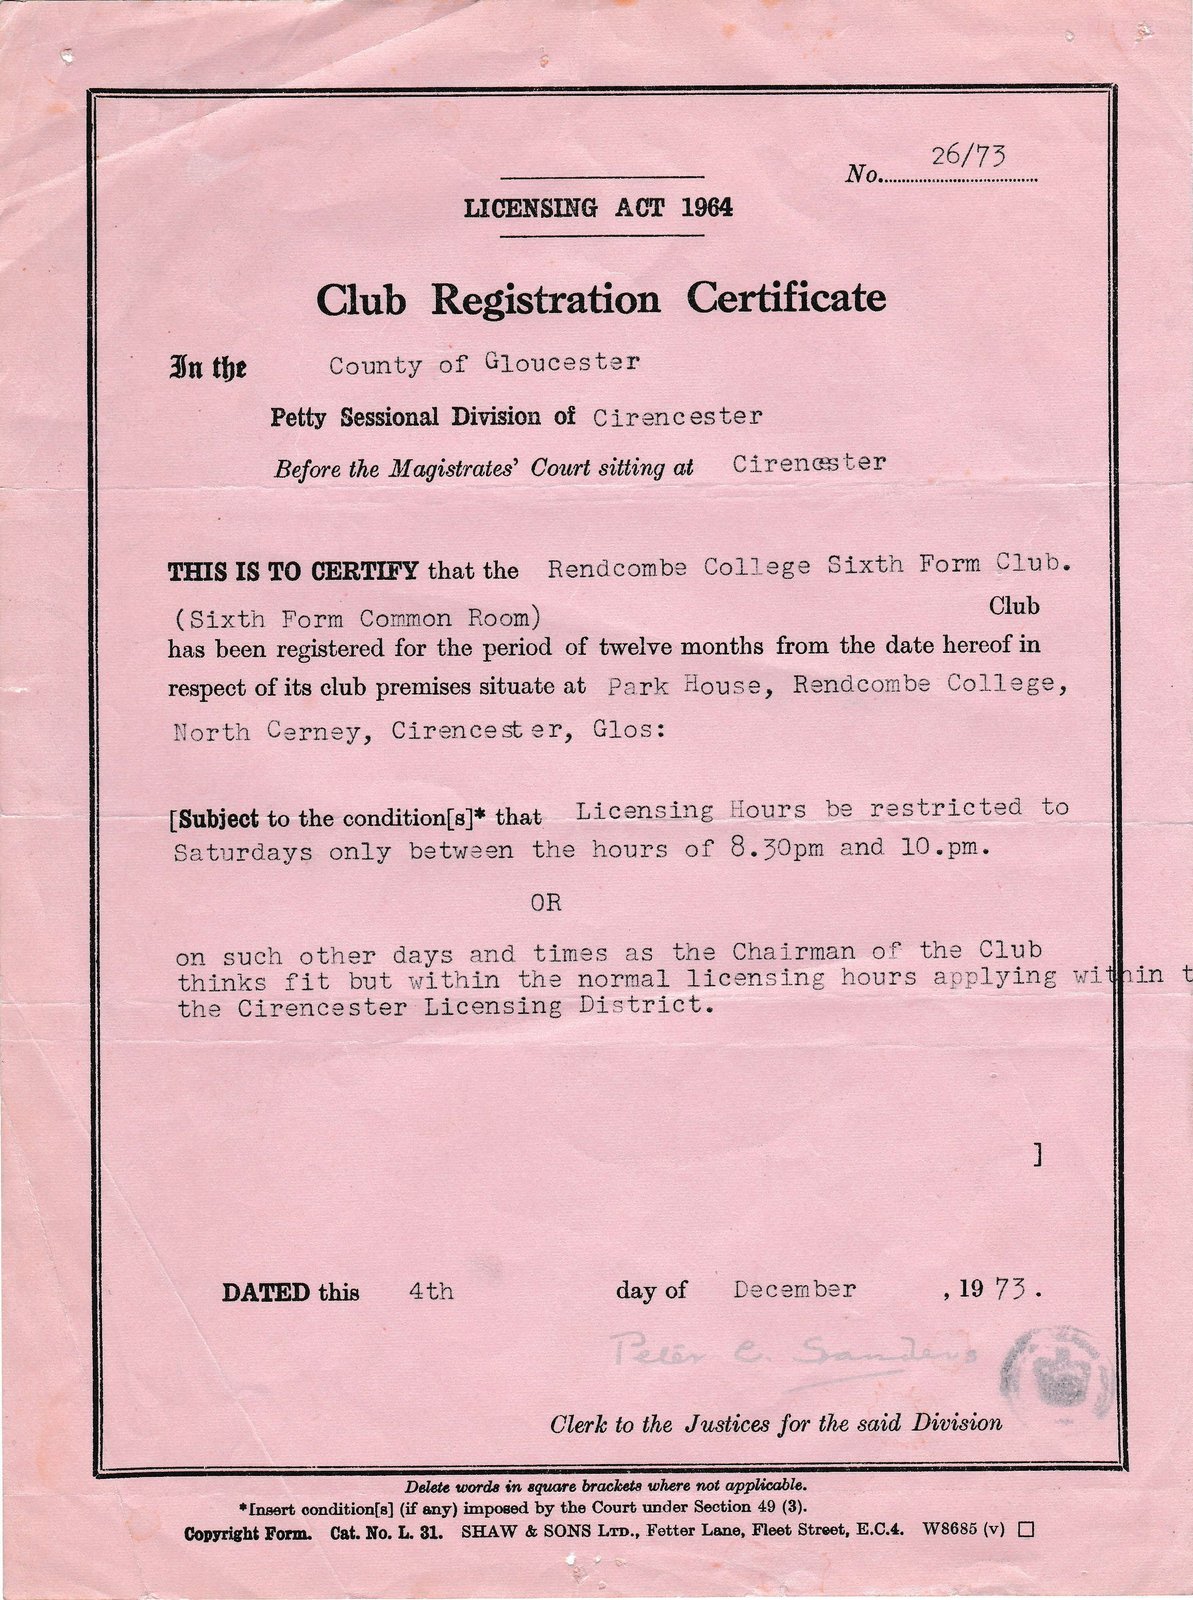 No. 26/73
LICENSING ACT 1964
Club Registration Certificate
In the County of Gloucester
Petty Sessional Division of Cirencester
Before the Magistrates' Court sitting at Cirencester
THIS IS TO CERTIFY that the Rendcombe College Sixth Form Club.
(Sixth Form Common Room) Club
has been registered for the period of twelve months from the date hereof in
respect of its club premises situate at Park House, Rendcombe College,
North Cerney, Cirencester, Glos:
[Subject to the condition[s]* that Licensing Hours be restricted to
Saturdays only between the hours of 8.30pm and 10.pm.
OR
on such other days and times as the Chairman of the Club
thinks fit but within the normal licensing hours applying within t
the Cirencester Licensing District.
]
DATED this 4th day of December , 19 73.
Peter C. Sanders
Clerk to the Justices for the said Division
Delete words in square brackets where not applicable.
*Insert condition[s] (if any) imposed by the Court under Section 49 (3).
Copyright Form. Cat. No. L. 31. SHAW & SONS LTD., Fetter Lane, Fleet Street, E.C.4. W8685 (v)